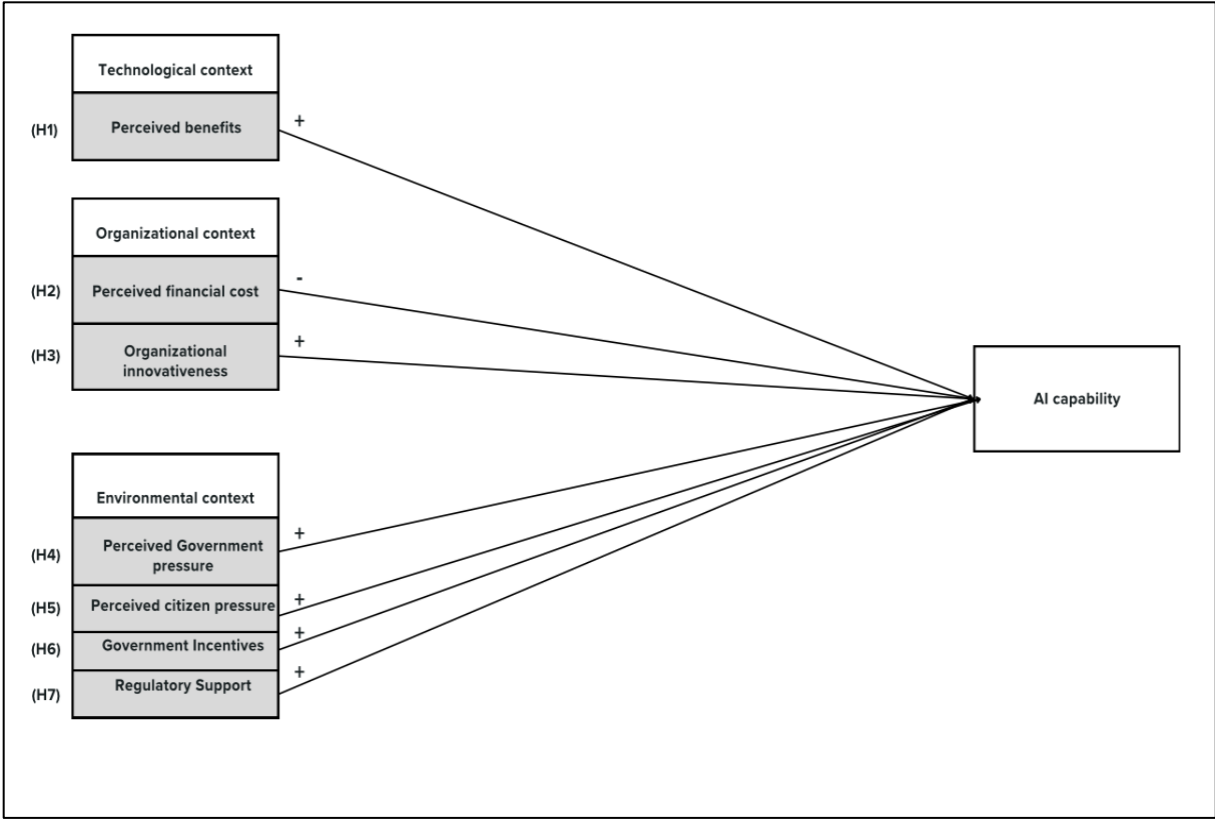 Technological context
(H1)
Perceived benefits
+
Organizational context
(H2)
Perceived financial cost
-
(H3)
Organizational
innovativeness
+
AI capability
Environmental context
(H4)
Perceived Government
pressure
+
(H5)
Perceived citizen pressure
+
(H6)
Government Incentives
+
(H7)
Regulatory Support
+